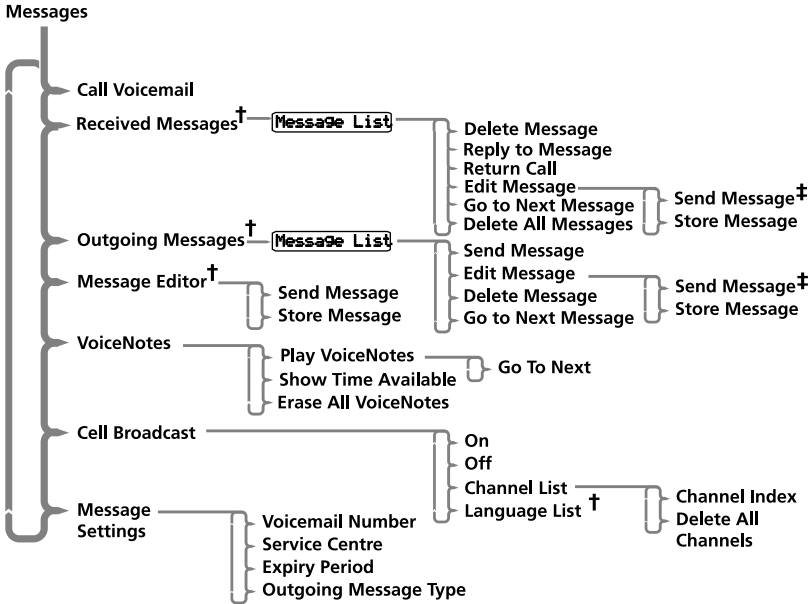 Messages
Call Voicemail
Received Messages†
Message List
Delete Message
Reply to Message
Return Call
Edit Message
Send Message‡
Store Message
Go to Next Message
Delete All Messages
Outgoing Messages†
Message List
Send Message
Edit Message
Send Message‡
Store Message
Delete Message
Go to Next Message
Message Editor†
Send Message
Store Message
VoiceNotes
Play VoiceNotes
Go To Next
Show Time Available
Erase All VoiceNotes
Cell Broadcast
On
Off
Channel List
Channel Index
Delete All
Channels
Language List †
Message
Settings
Voicemail Number
Service Centre
Expiry Period
Outgoing Message Type